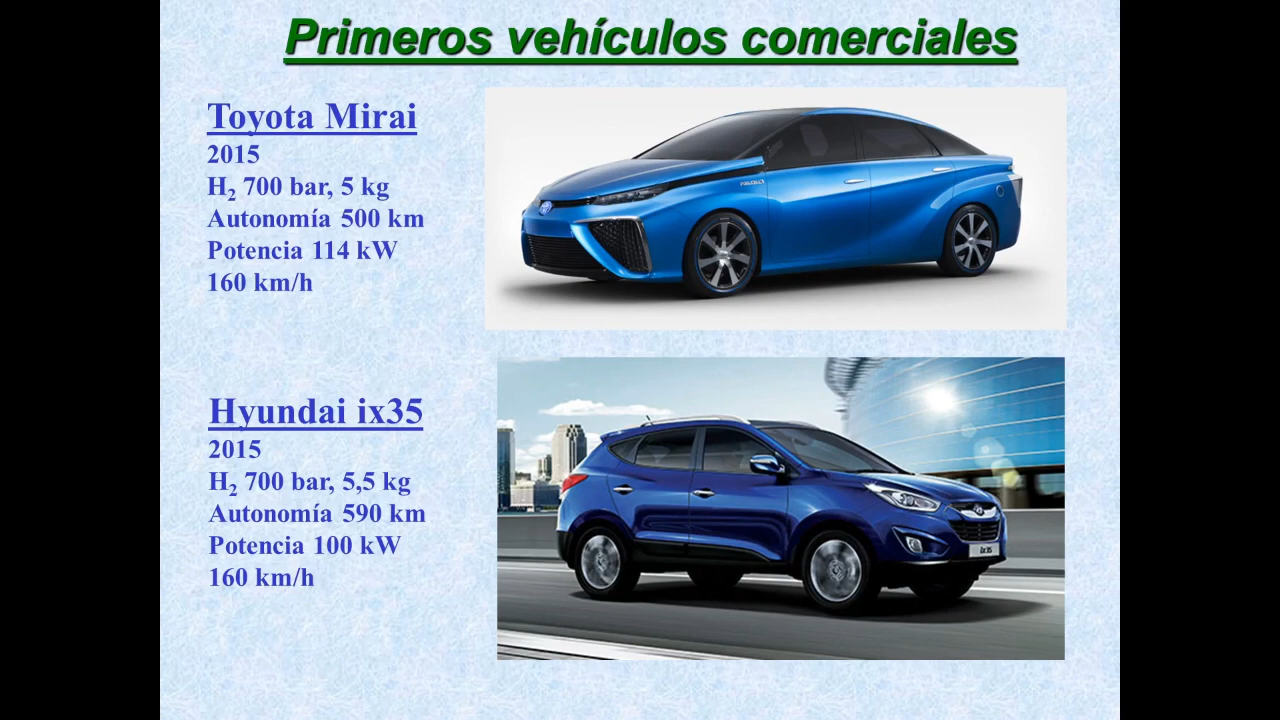 Primeros vehículos comerciales
Toyota Mirai
2015
H₂ 700 bar, 5 kg
Autonomía 500 km
Potencia 114 kW
160 km/h
Hyundai ix35
2015
H₂ 700 bar, 5,5 kg
Autonomía 590 km
Potencia 100 kW
160 km/h
ix35